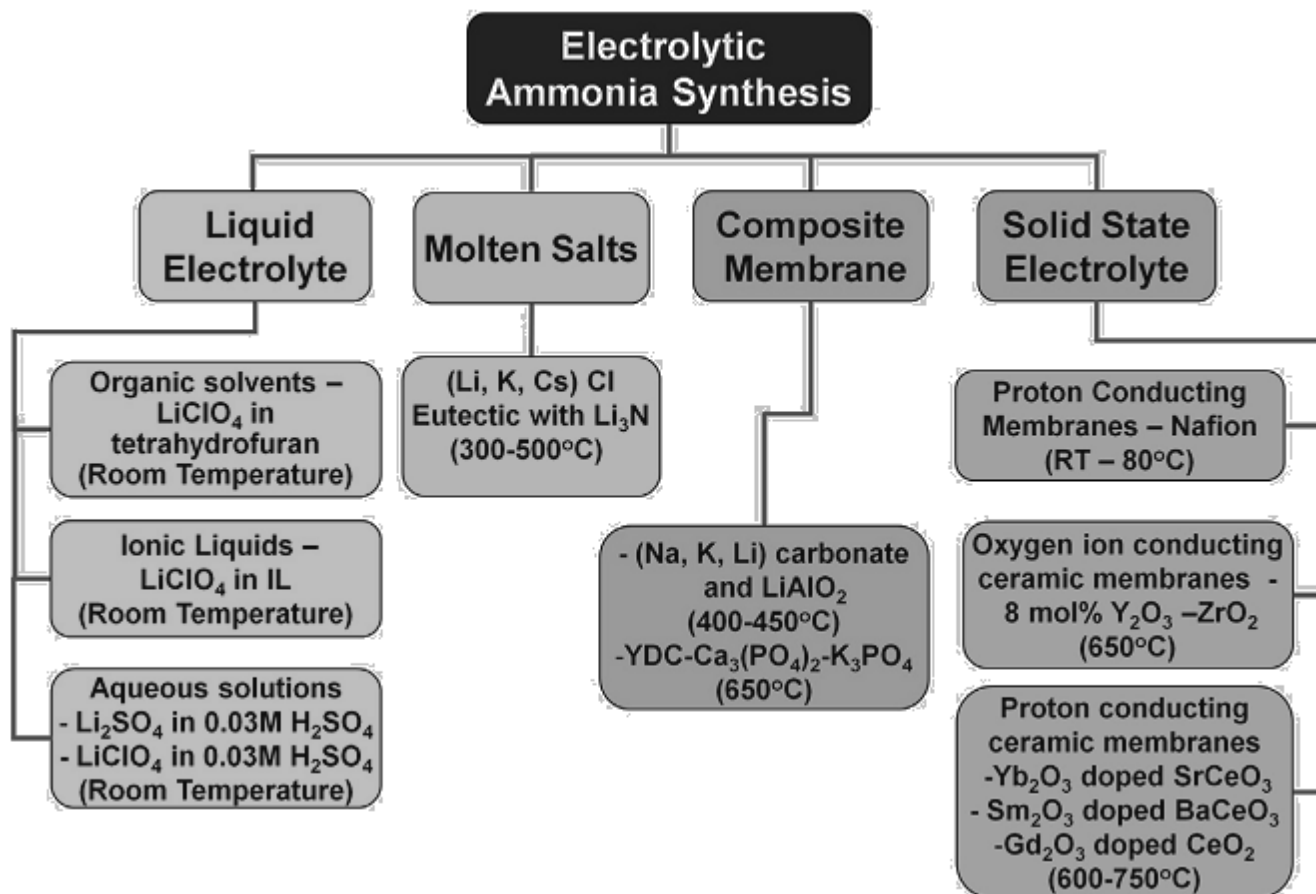 Electrolytic
Ammonia Synthesis
Liquid
Electrolyte
Molten Salts
Composite
Membrane
Solid State
Electrolyte
Organic solvents –
LiClO₄ in
tetrahydrofuran
(Room Temperature)
Ionic Liquids –
LiClO₄ in IL
(Room Temperature)
Aqueous solutions
- Li₂SO₄ in 0.03M H₂SO₄
- LiClO₄ in 0.03M H₂SO₄
(Room Temperature)
(Li, K, Cs) Cl
Eutectic with Li₃N
(300-500°C)
- (Na, K, Li) carbonate
and LiAlO₂
(400-450°C)
-YDC-Ca₃(PO₄)₂-K₃PO₄
(650°C)
Proton Conducting
Membranes – Nafion
(RT – 80°C)
Oxygen ion conducting
ceramic membranes -
8 mol% Y₂O₃ –ZrO₂
(650°C)
Proton conducting
ceramic membranes
-Yb₂O₃ doped SrCeO₃
- Sm₂O₃ doped BaCeO₃
-Gd₂O₃ doped CeO₂
(600-750°C)